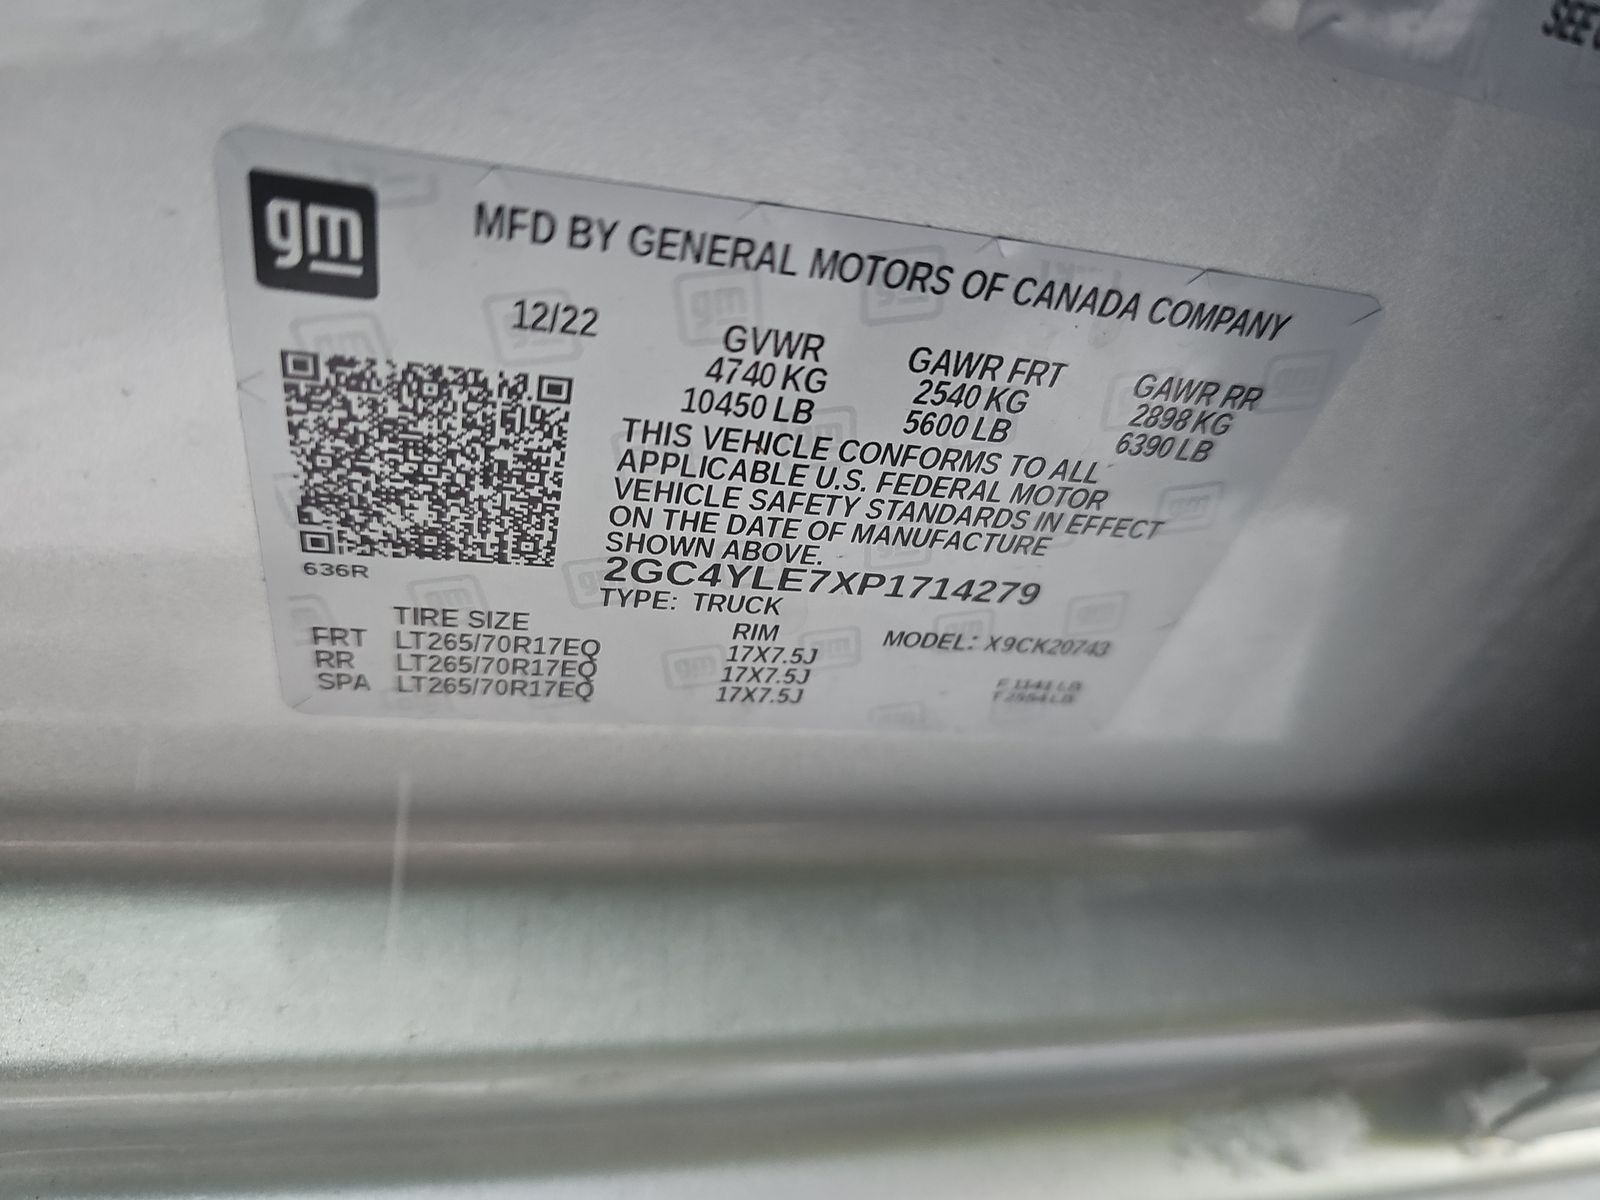 gm
MFD BY GENERAL MOTORS OF CANADA COMPANY
12/22
GVWR GAWR FRT GAWR RR
4740 KG 2540 KG 2898 KG
10450 LB 5600 LB 6390 LB
THIS VEHICLE CONFORMS TO ALL
APPLICABLE U.S. FEDERAL MOTOR
VEHICLE SAFETY STANDARDS IN EFFECT
ON THE DATE OF MANUFACTURE
SHOWN ABOVE.
2GC4YLE7XP1714279
636R
TYPE: TRUCK
TIRE SIZE RIM MODEL: X9CK20743
FRT LT265/70R17EQ 17X7.5J
RR LT265/70R17EQ 17X7.5J
SPA LT265/70R17EQ 17X7.5J
SEE